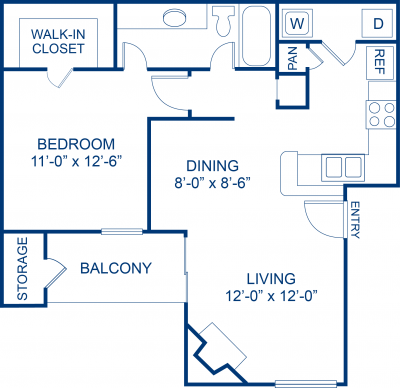 WALK-IN
CLOSET
W
D
PAN
REF
BEDROOM
11’-0” x 12’-6”
DINING
8’-0” x 8’-6”
ENTRY
STORAGE
BALCONY
LIVING
12’-0” x 12’-0”